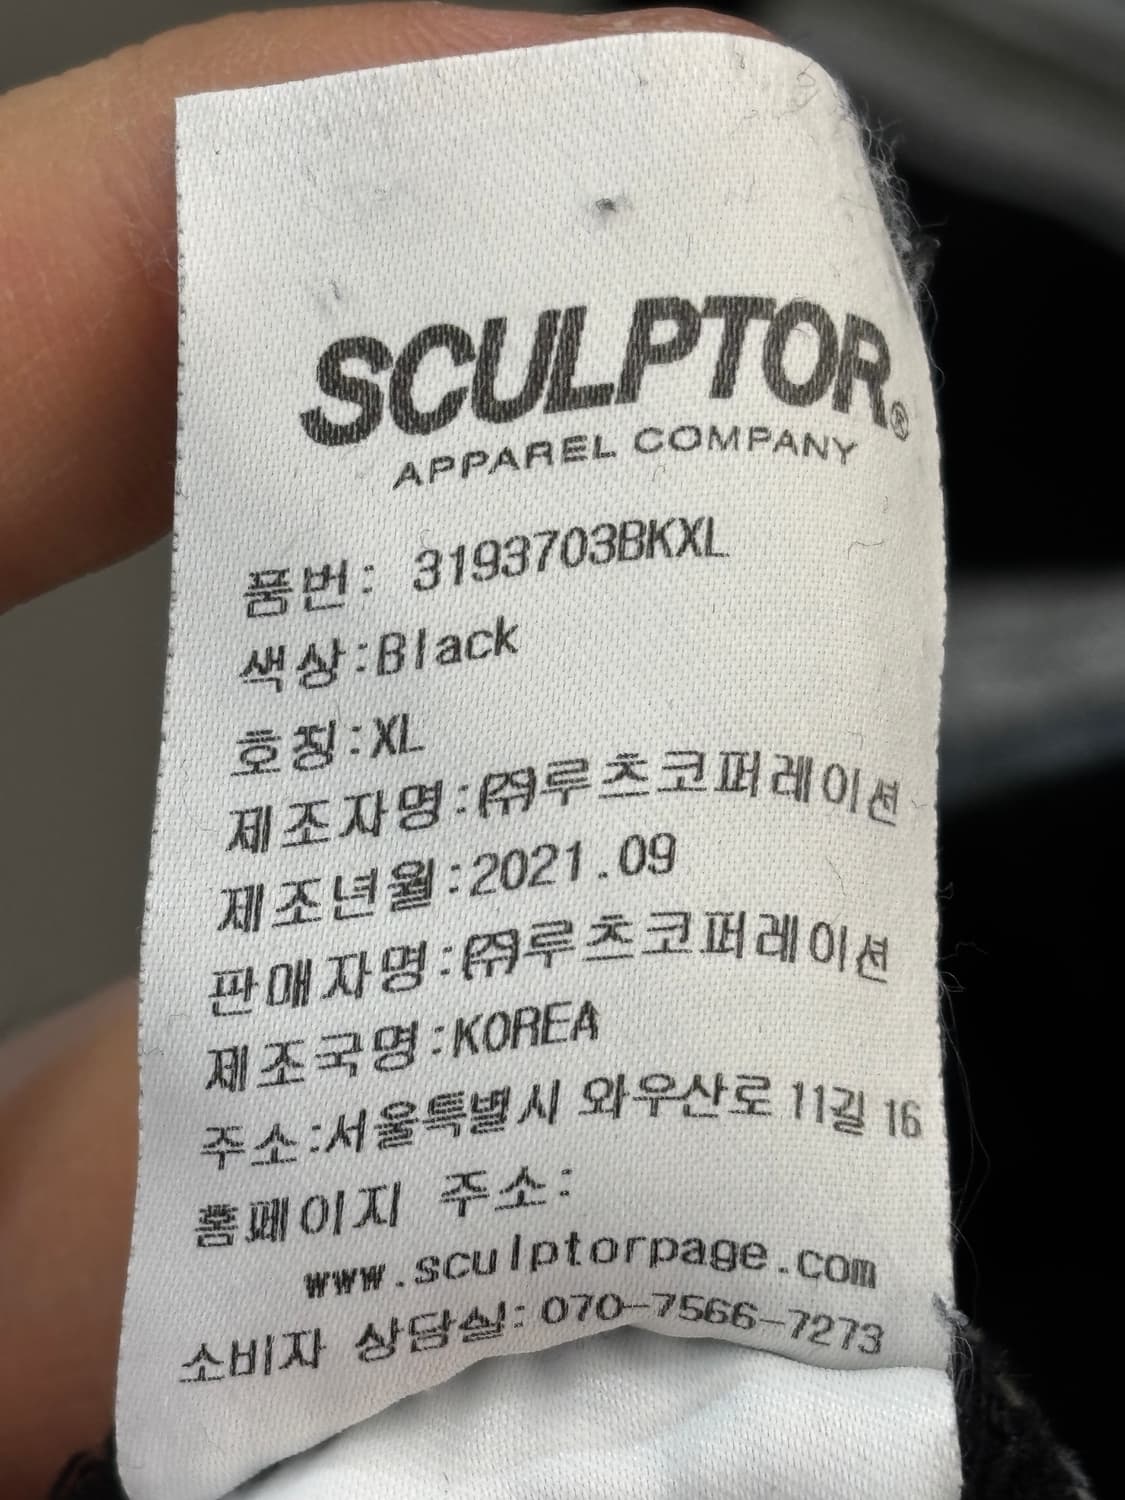 SCULPTOR®
APPAREL COMPANY
품번: 3193703BKXL
색상:Black
호칭:XL
제조자명:㈜루츠코퍼레이션
제조년월:2021.09
판매자명:㈜루츠코퍼레이션
제조국명:KOREA
주소:서울특별시 와우산로 11길 16
홈페이지 주소:
www.sculptorpage.com
소비자 상담실: 070-7566-7273